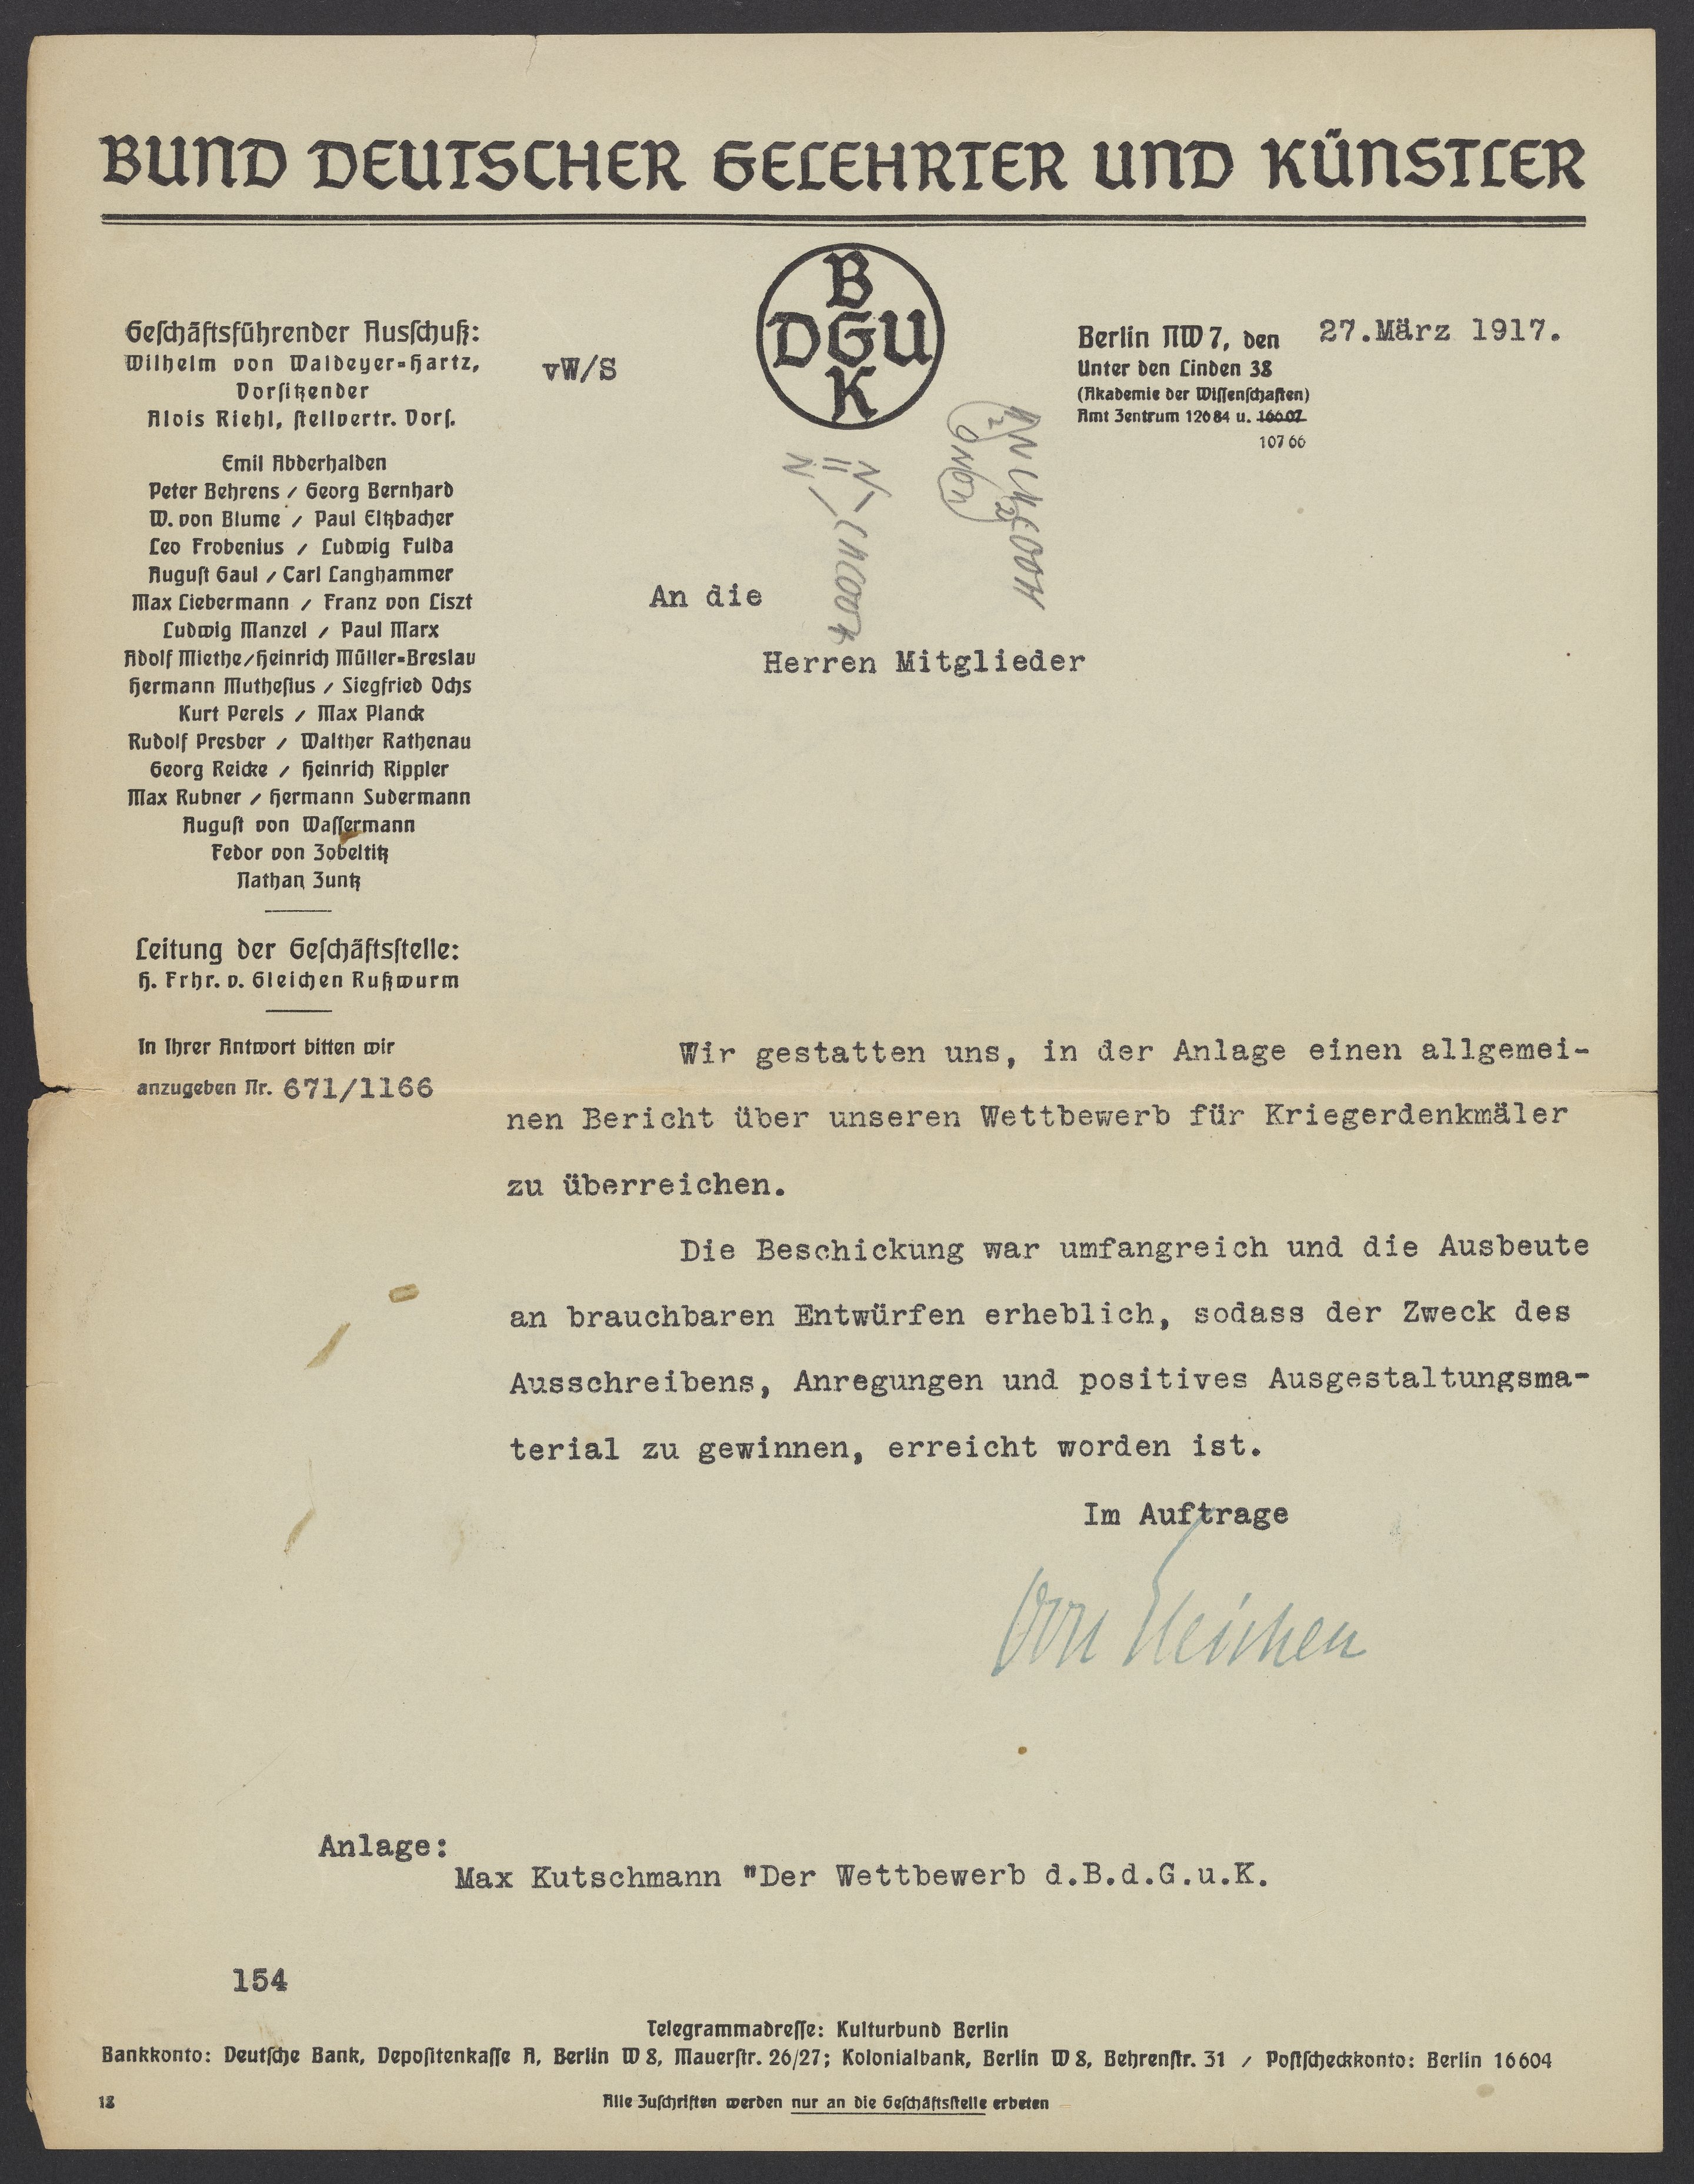 BUND DEUTSCHER GELEHRTER UND KÜNSTLER
B
DGU
K
Geſchäftsführender Ausſchuß:
Wilhelm von Waldeyer-Hartz,
Vorſitzender
Alois Riehl, ſtellvertr. Vorſ.
Emil Abderhalden
Peter Behrens / Georg Bernhard
W. von Blume / Paul Eltzbacher
Leo Frobenius / Ludwig Fulda
Auguſt Gaul / Carl Langhammer
Max Liebermann / Franz von Liszt
Ludwig Manzel / Paul Marx
Adolf Miethe / Heinrich Müller-Breslau
Hermann Mutheſius / Siegfried Ochs
Kurt Perels / Max Planck
Rudolf Presber / Walther Rathenau
Georg Reicke / Heinrich Rippler
Max Rubner / Hermann Sudermann
Auguſt von Waſſermann
Fedor von Zobeltitz
Nathan Zuntz
Leitung der Geſchäftsſtelle:
H. Frhr. v. Gleichen Rußwurm
In Ihrer Antwort bitten wir
anzugeben Nr. 671/1166
vW/S
Berlin NW 7, den 27.März 1917.
Unter den Linden 38
(Akademie der Wiſſenſchaften)
Amt Zentrum 12684 u. 16607
107 66
An die
Herren Mitglieder
Wir gestatten uns, in der Anlage einen allgemei-
nen Bericht über unseren Wettbewerb für Kriegerdenkmäler
zu überreichen.
Die Beschickung war umfangreich und die Ausbeute
an brauchbaren Entwürfen erheblich, sodass der Zweck des
Ausschreibens, Anregungen und positives Ausgestaltungsma-
terial zu gewinnen, erreicht worden ist.
Im Auftrage
von Gleichen
Anlage:
Max Kutschmann "Der Wettbewerb d.B.d.G.u.K.
154
Telegrammadreſſe: Kulturbund Berlin
Bankkonto: Deutſche Bank, Depoſitenkaſſe A, Berlin W 8, Mauerſtr. 26/27; Kolonialbank, Berlin W 8, Behrenſtr. 31 / Poſtſcheckkonto: Berlin 16604
18
Alle Zuſchriften werden nur an die Geſchäftsſtelle erbeten